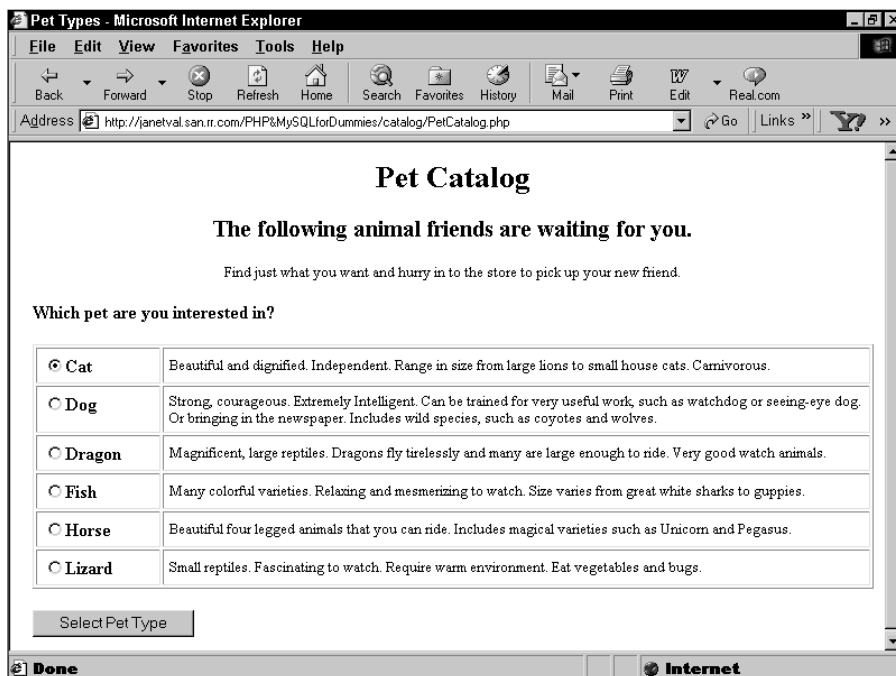 Pet Types - Microsoft Internet Explorer
File Edit View Favorites Tools Help
Back Forward Stop Refresh Home Search Favorites History Mail Print Edit Real.com
Address http://janetval.san.rr.com/PHP&MySQLforDummies/catalog/PetCatalog.php Go Links »
Pet Catalog
The following animal friends are waiting for you.
Find just what you want and hurry in to the store to pick up your new friend.
Which pet are you interested in?
Cat Beautiful and dignified. Independent. Range in size from large lions to small house cats. Carnivorous.
Dog Strong, courageous. Extremely Intelligent. Can be trained for very useful work, such as watchdog or seeing-eye dog.
Or bringing in the newspaper. Includes wild species, such as coyotes and wolves.
Dragon Magnificent, large reptiles. Dragons fly tirelessly and many are large enough to ride. Very good watch animals.
Fish Many colorful varieties. Relaxing and mesmerizing to watch. Size varies from great white sharks to guppies.
Horse Beautiful four legged animals that you can ride. Includes magical varieties such as Unicorn and Pegasus.
Lizard Small reptiles. Fascinating to watch. Require warm environment. Eat vegetables and bugs.
Select Pet Type
Done Internet